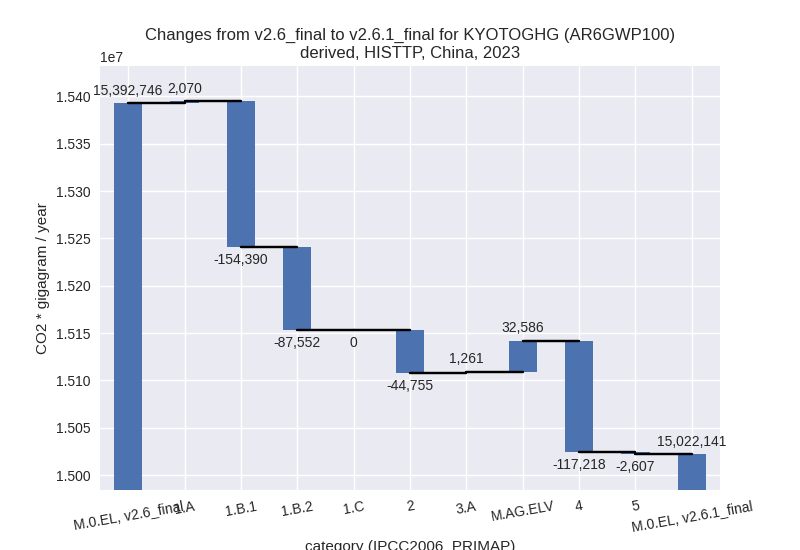 Changes from v2.6_final to v2.6.1_final for KYOTOGHG (AR6GWP100)
derived, HISTTP, China, 2023
1e7
15,392,746
2,070
-154,390
-87,552
0
-44,755
1,261
32,586
-117,218
-2,607
15,022,141
1.540
1.535
1.530
1.525
1.520
1.515
1.510
1.505
1.500
CO2 * gigagram / year
M.0.EL, v2.6_final
1.A
1.B.1
1.B.2
1.C
2
3.A
M.AG.ELV
4
5
M.0.EL, v2.6.1_final
category (IPCC2006_PRIMAP)